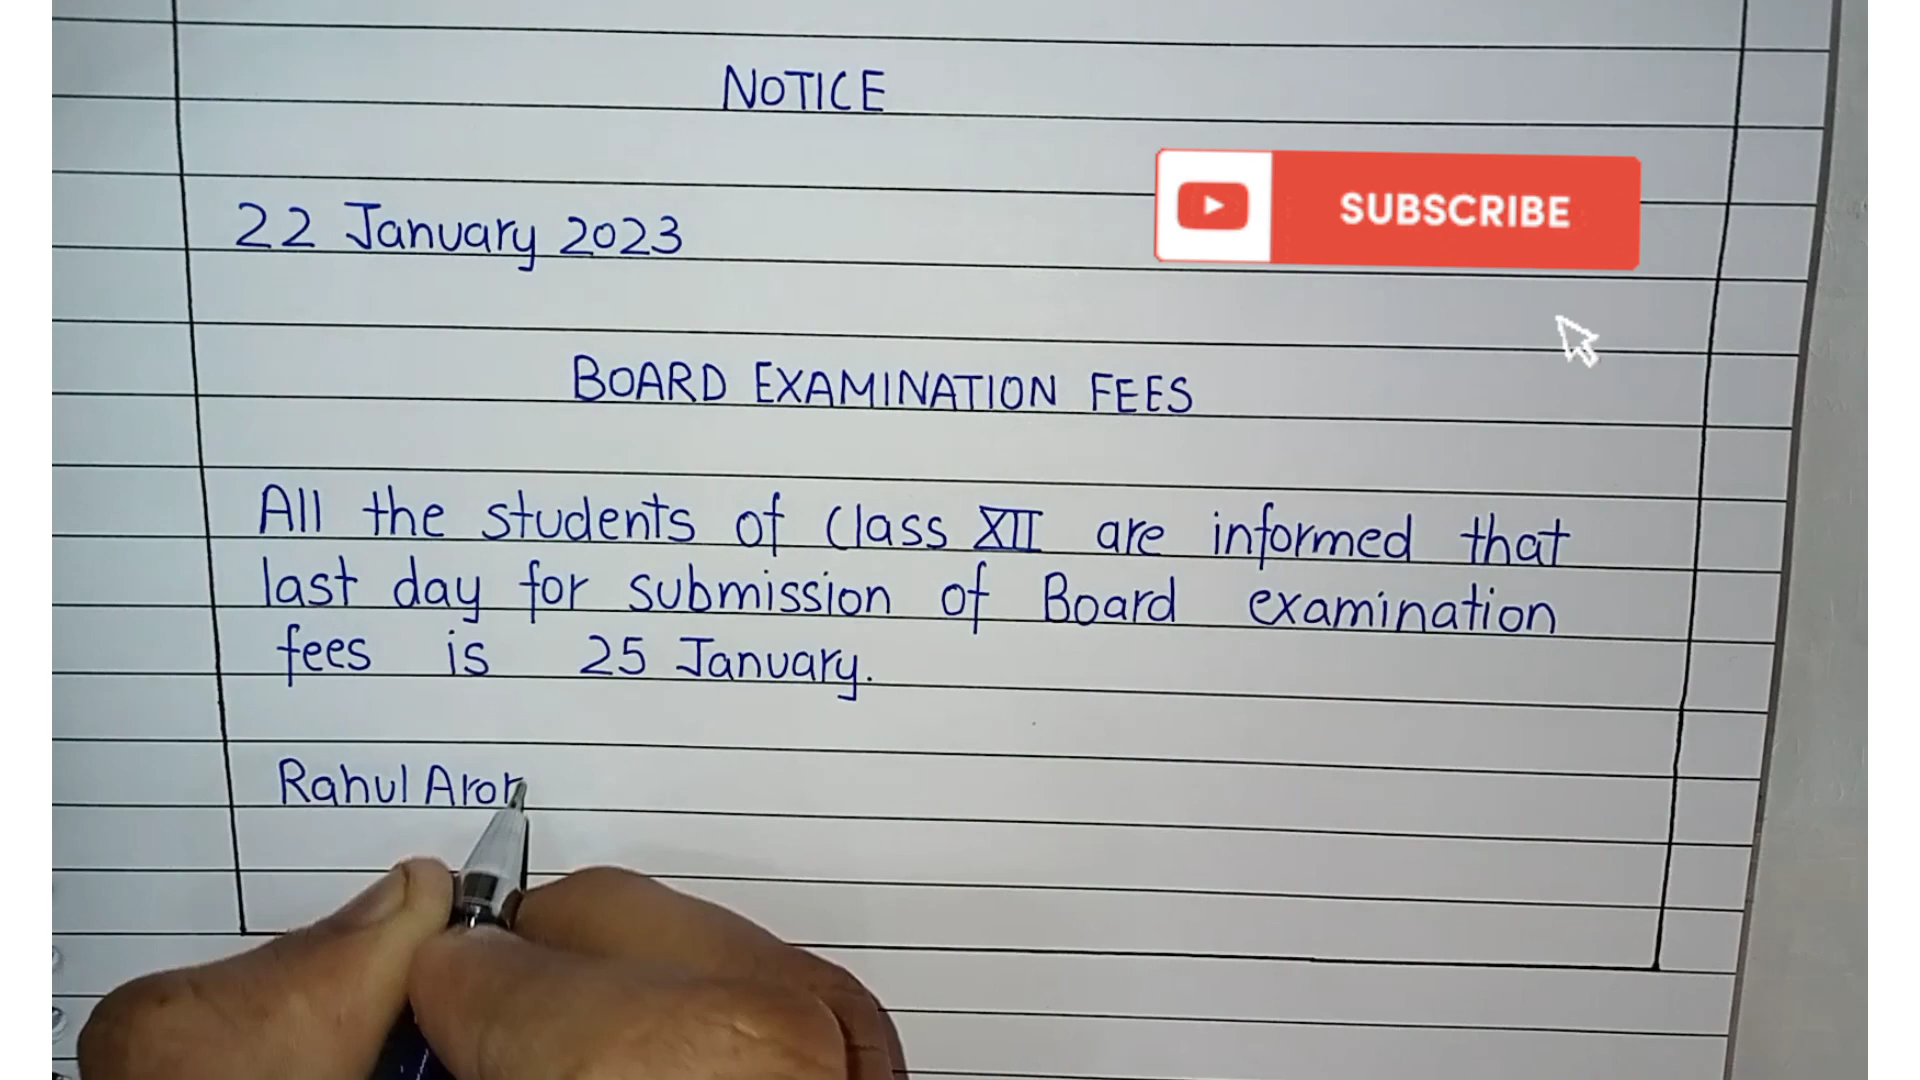 NOTICE
SUBSCRIBE
22 January 2023
BOARD EXAMINATION FEES
All the students of Class XII are informed that
last day for submission of Board examination
fees is 25 January.
Rahul Aror